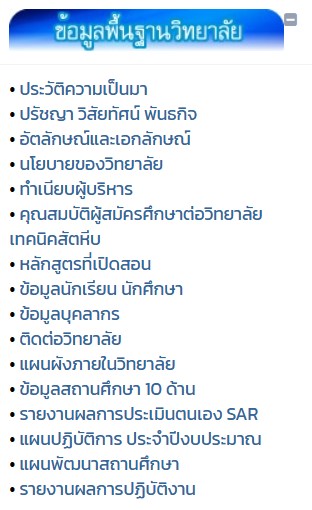 ข้อมูลพื้นฐานวิทยาลัย
• ประวัติความเป็นมา
• ปรัชญา วิสัยทัศน์ พันธกิจ
• อัตลักษณ์และเอกลักษณ์
• นโยบายของวิทยาลัย
• ทำเนียบผู้บริหาร
• คุณสมบัติผู้สมัครศึกษาต่อวิทยาลัย
เทคนิคสัตหีบ
• หลักสูตรที่เปิดสอน
• ข้อมูลนักเรียน นักศึกษา
• ข้อมูลบุคลากร
• ติดต่อวิทยาลัย
• แผนผังภายในวิทยาลัย
• ข้อมูลสถานศึกษา 10 ด้าน
• รายงานผลการประเมินตนเอง SAR
• แผนปฏิบัติการ ประจำปีงบประมาณ
• แผนพัฒนาสถานศึกษา
• รายงานผลการปฏิบัติงาน